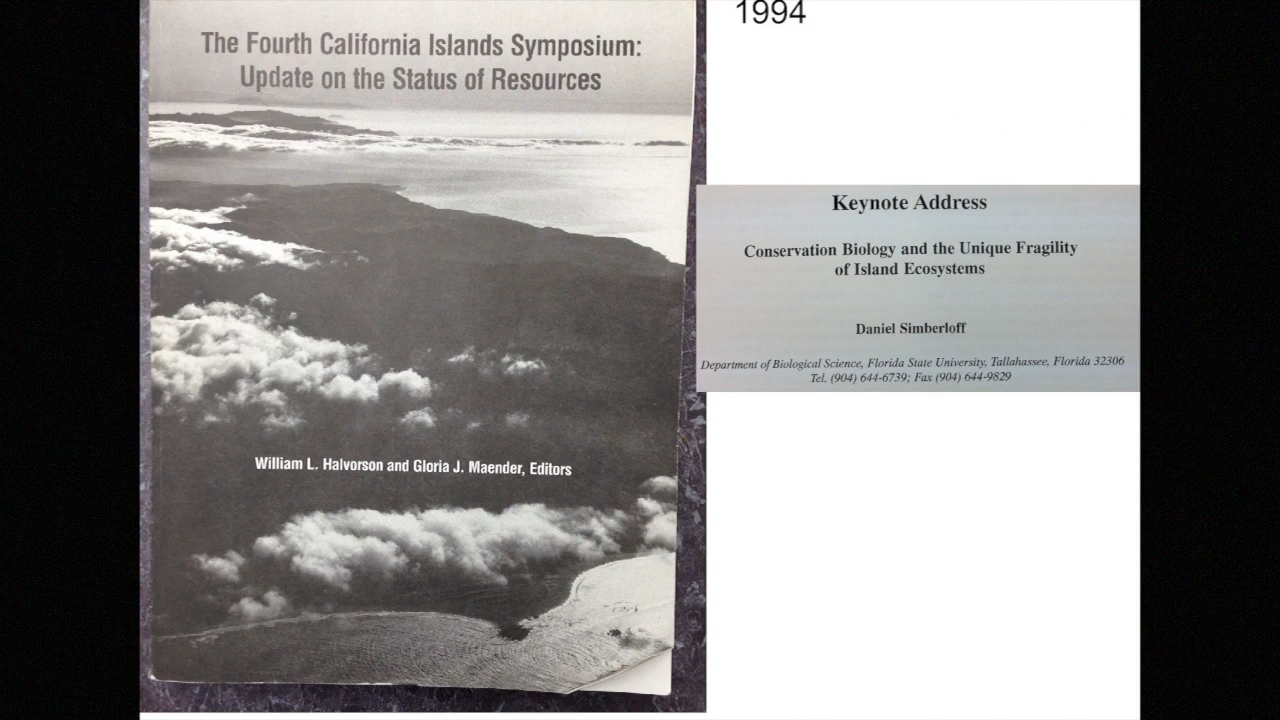 The Fourth California Islands Symposium:
Update on the Status of Resources
William L. Halvorson and Gloria J. Maender, Editors
1994
Keynote Address
Conservation Biology and the Unique Fragility
of Island Ecosystems
Daniel Simberloff
Department of Biological Science, Florida State University, Tallahassee, Florida 32306
Tel. (904) 644-6739; Fax (904) 644-9829